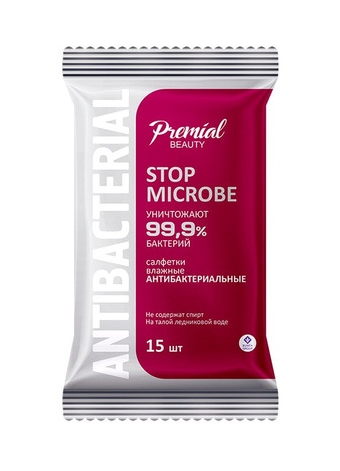 ANTIBACTERIAL
Premial
BEAUTY
STOP
MICROBE
УНИЧТОЖАЮТ
99,9%
БАКТЕРИЙ
салфетки
влажные
АНТИБАКТЕРИАЛЬНЫЕ
Не содержат спирт
На талой ледниковой воде
15 шт